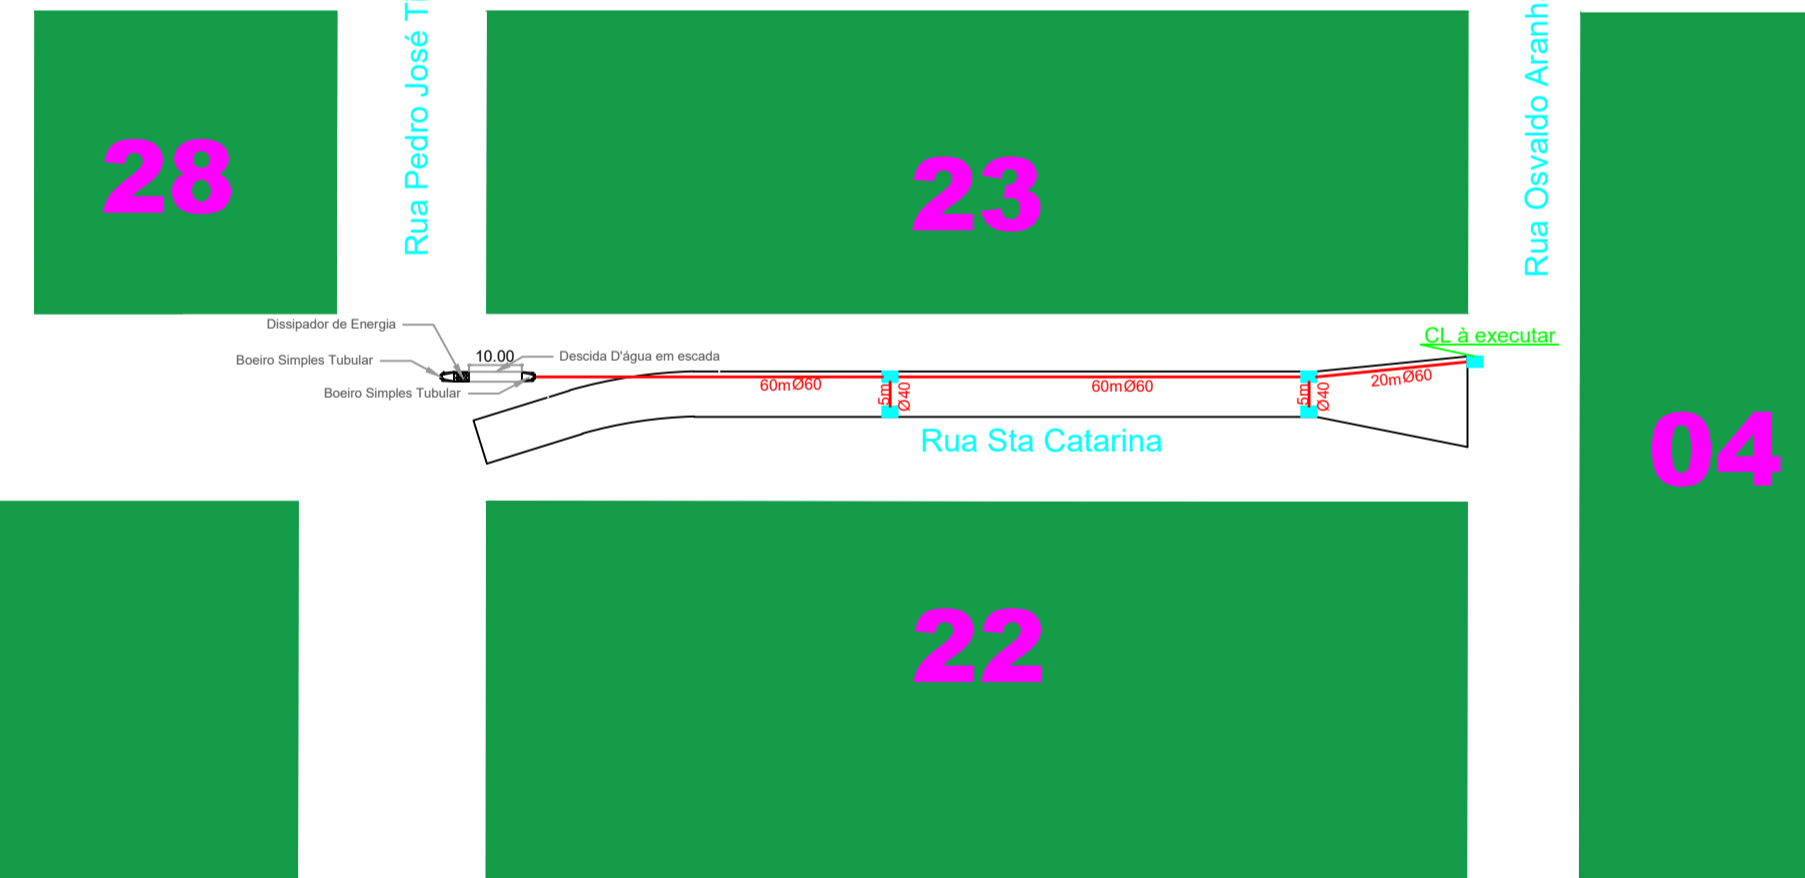 Rua Pedro José
Rua Osvaldo Aranha
28
23
Dissipador de Energia
CL à executar
Boeiro Simples Tubular
10.00
Descida D'água em escada
Boeiro Simples Tubular
60mØ60
60mØ60
20mØ60
5m
Ø40
5m
Ø40
Rua Sta Catarina
04
22